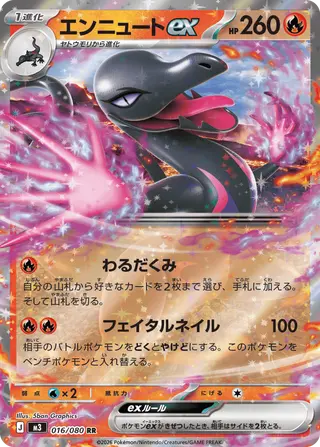 1進化
エンニュートex
HP 260
ヤトウモリから進化
わるだくみ
自分の山札から好きなカードを2枚まで選び、手札に加える。
そして山札を切る。
フェイタルネイル 100
相手のバトルポケモンをどくとやけどにする。このポケモンを
ベンチポケモンと入れ替える。
弱点 ×2 抵抗力 にげる
exルール
ポケモンexがきぜつしたとき、相手はサイドを2枚とる。
Illus. 5ban Graphics
J M3 016/080 RR
©2026 Pokémon/Nintendo/Creatures/GAME FREAK